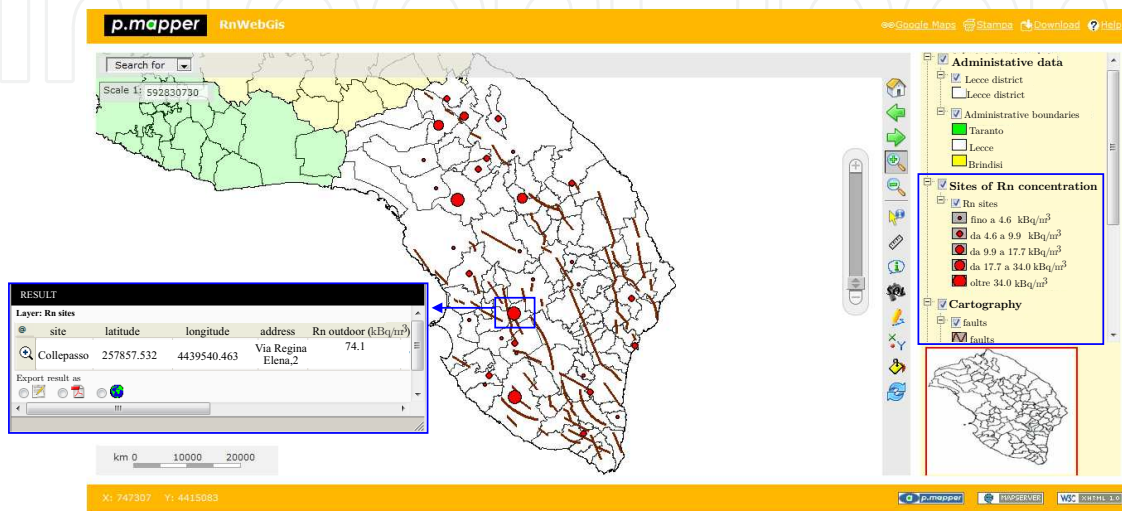 p.mapper RnWebGis Google Maps Stampa Download Help
Search for
Scale 1: 592830730
Administative data
Lecce district
Lecce district
Administrative boundaries
Taranto
Lecce
Brindisi
Sites of Rn concentration
Rn sites
fino a 4.6 kBq/m3
da 4.6 a 9.9 kBq/m3
da 9.9 a 17.7 kBq/m3
da 17.7 a 34.0 kBq/m3
oltre 34.0 kBq/m3
Cartography
faults
faults
SQL
RESULT
Layer: Rn sites
@ site latitude longitude address Rn outdoor (kBq/m3)
Collepasso 257857.532 4439540.463 Via Regina Elena,2 74.1
Export result as
km 0 10000 20000
X: 747307 Y: 4415083
p.mapper MAPSERVER W3C XHTML 1.0